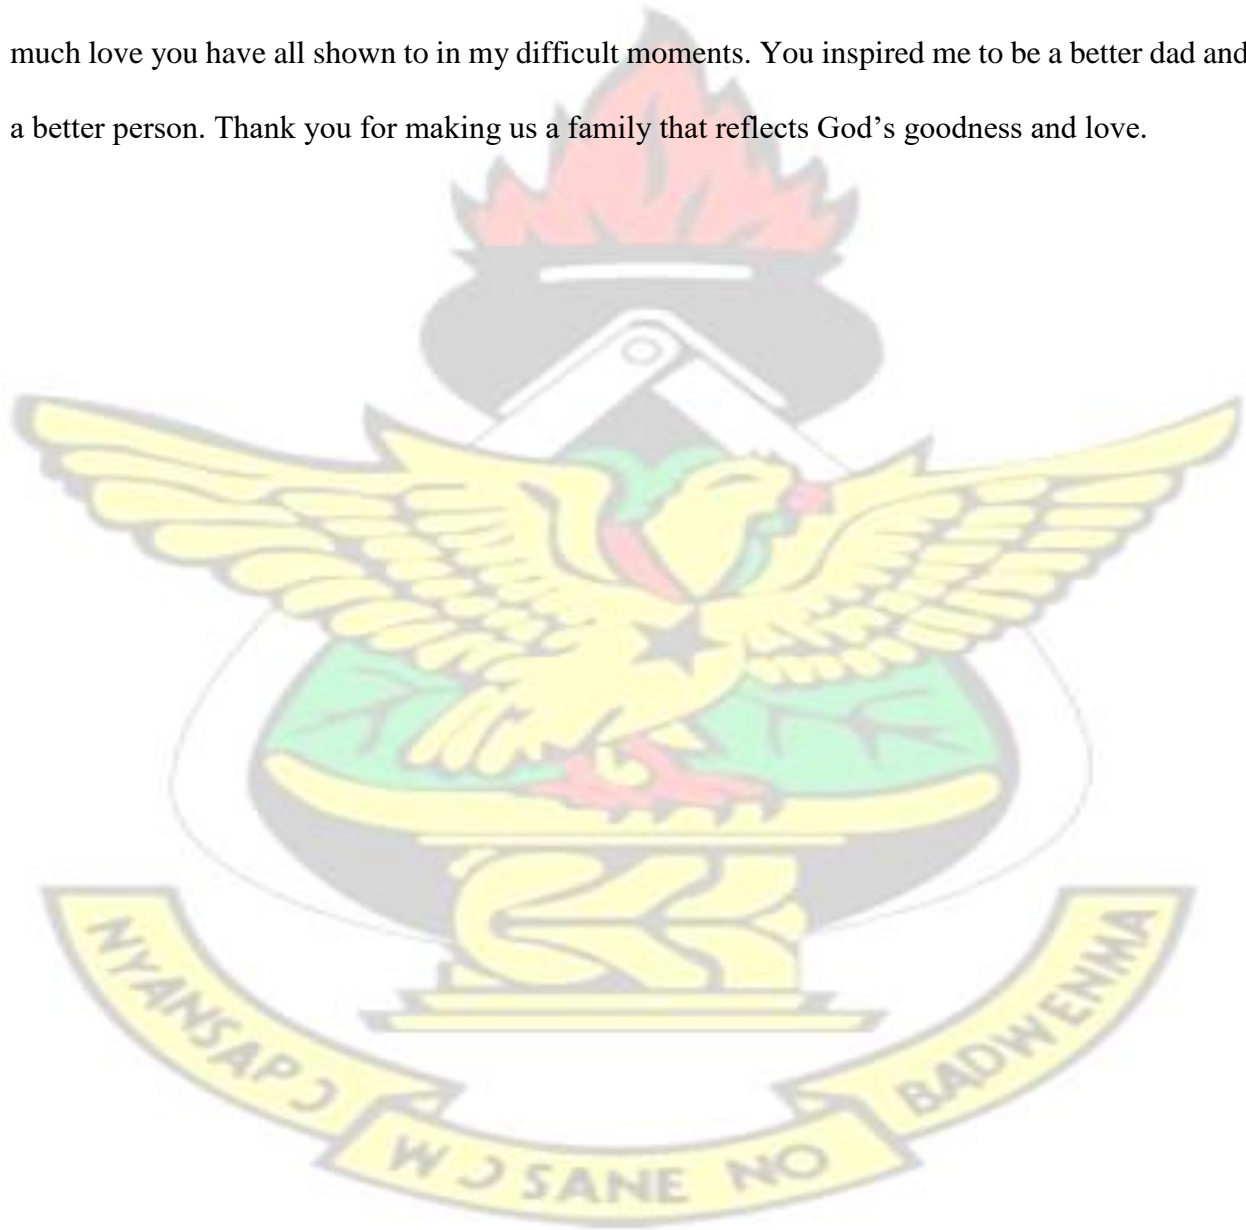 much love you have all shown to in my difficult moments. You inspired me to be a better dad and
a better person. Thank you for making us a family that reflects God’s goodness and love.
NYANSAPƆ
WƆSANE NO
BADWENMA